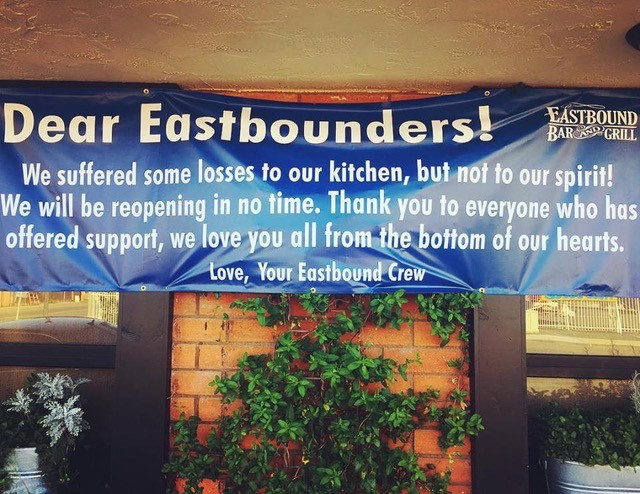 Dear Eastbounders!
EASTBOUND
BAR AND GRILL
We suffered some losses to our kitchen, but not to our spirit!
We will be reopening in no time. Thank you to everyone who has
offered support, we love you all from the bottom of our hearts.
Love, Your Eastbound Crew